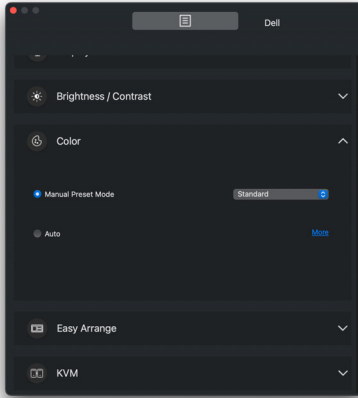 Dell
Brightness / Contrast
Color
Manual Preset Mode
Standard
Auto
More
Easy Arrange
KVM